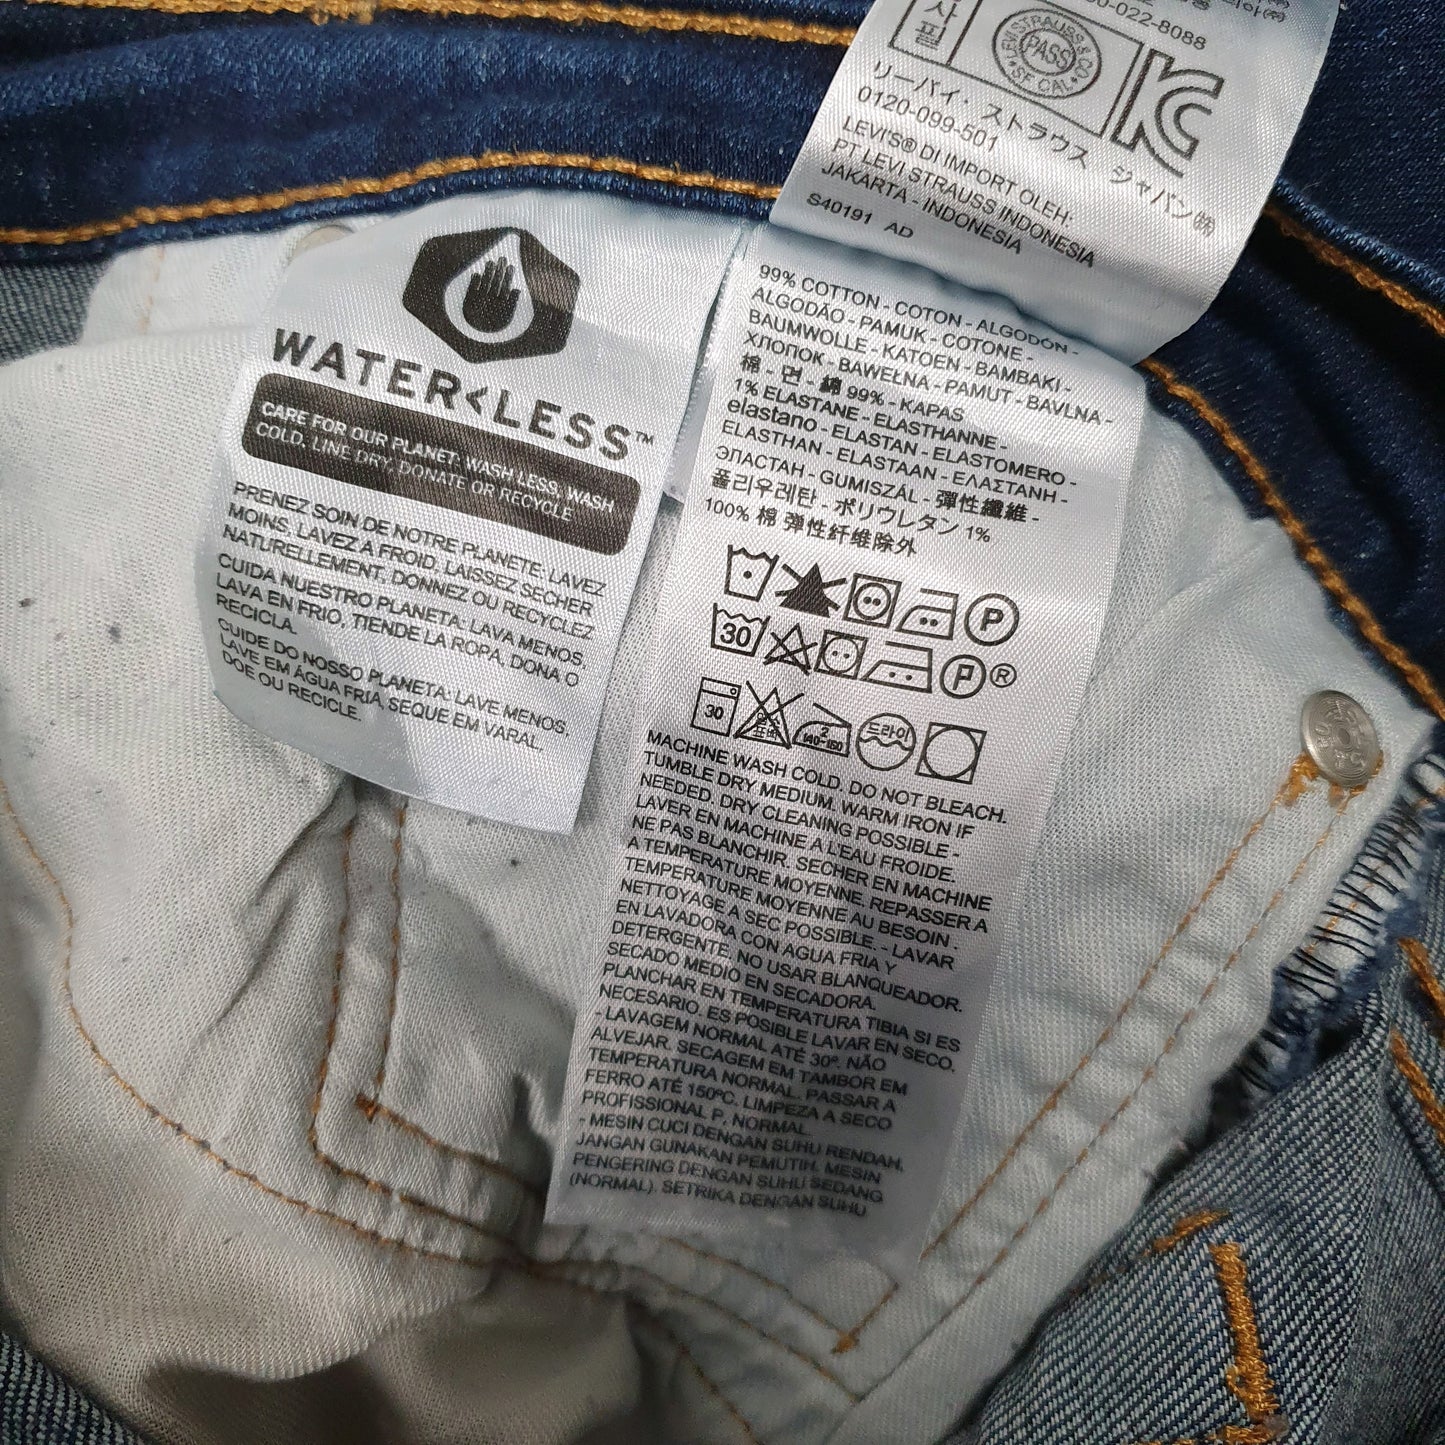 022-8088
사
필
LEVI STRAUSS & CO
PASS
SF CAL
リーバイ・ストラウス ジャパン㈱
0120-099-501
LEVI'S® DI IMPORT OLEH:
PT LEVI STRAUSS INDONESIA
JAKARTA - INDONESIA
S40191 AD
WATER<LESS™
CARE FOR OUR PLANET: WASH LESS, WASH
COLD, LINE DRY, DONATE OR RECYCLE
PRENEZ SOIN DE NOTRE PLANETE: LAVEZ
MOINS, LAVEZ A FROID, LAISSEZ SECHER
NATURELLEMENT, DONNEZ OU RECYCLEZ
CUIDA NUESTRO PLANETA: LAVA MENOS,
LAVA EN FRIO, TIENDE LA ROPA, DONA O
RECICLA.
CUIDE DO NOSSO PLANETA: LAVE MENOS,
LAVE EM ÁGUA FRIA, SEQUE EM VARAL,
DOE OU RECICLE.
99% COTTON - COTON - ALGODON -
ALGODÃO - PAMUK - COTONE -
BAUMWOLLE - KATOEN - BAMBAKI -
ХЛОПОК - BAWEŁNA - PAMUT - BAVLNA -
棉 - 면 - 綿 99% - KAPAS
1% ELASTANE - ELASTHANNE -
elastano - ELASTAN - ELASTOMERO -
ELASTHAN - ELASTAAN - ΕΛΑΣΤΑΝΗ -
ЭЛАСТАН - GUMISZÁL - 彈性纖維 -
폴리우레탄 - ポリウレタン 1%
100% 棉 弹性纤维除外
P
30
P®
30
염소
표백
2
140~160
드라이
MACHINE WASH COLD. DO NOT BLEACH.
TUMBLE DRY MEDIUM. WARM IRON IF
NEEDED. DRY CLEANING POSSIBLE -
LAVER EN MACHINE A L'EAU FROIDE.
NE PAS BLANCHIR. SECHER EN MACHINE
A TEMPERATURE MOYENNE. REPASSER A
TEMPERATURE MOYENNE AU BESOIN .
NETTOYAGE A SEC POSSIBLE. - LAVAR
EN LAVADORA CON AGUA FRIA Y
DETERGENTE. NO USAR BLANQUEADOR.
SECADO MEDIO EN SECADORA.
PLANCHAR EN TEMPERATURA TIBIA SI ES
NECESARIO. ES POSIBLE LAVAR EN SECO.
- LAVAGEM NORMAL ATÉ 30º. NÃO
ALVEJAR. SECAGEM EM TAMBOR EM
TEMPERATURA NORMAL. PASSAR A
FERRO ATÉ 150ºC. LIMPEZA A SECO
PROFISSIONAL P, NORMAL
- MESIN CUCI DENGAN SUHU RENDAH.
JANGAN GUNAKAN PEMUTIH. MESIN
PENGERING DENGAN SUHU SEDANG
(NORMAL). SETRIKA DENGAN SUHU